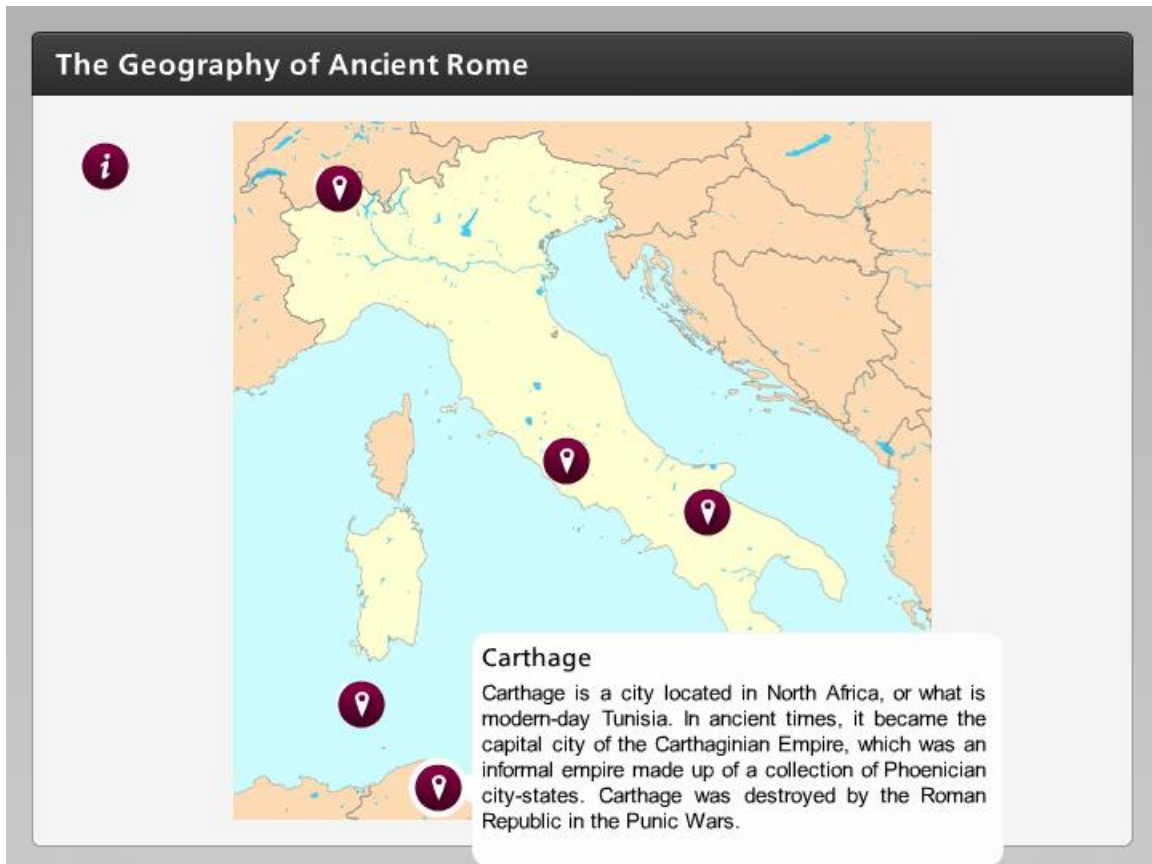 The Geography of Ancient Rome
i
Carthage
Carthage is a city located in North Africa, or what is
modern-day Tunisia. In ancient times, it became the
capital city of the Carthaginian Empire, which was an
informal empire made up of a collection of Phoenician
city-states. Carthage was destroyed by the Roman
Republic in the Punic Wars.